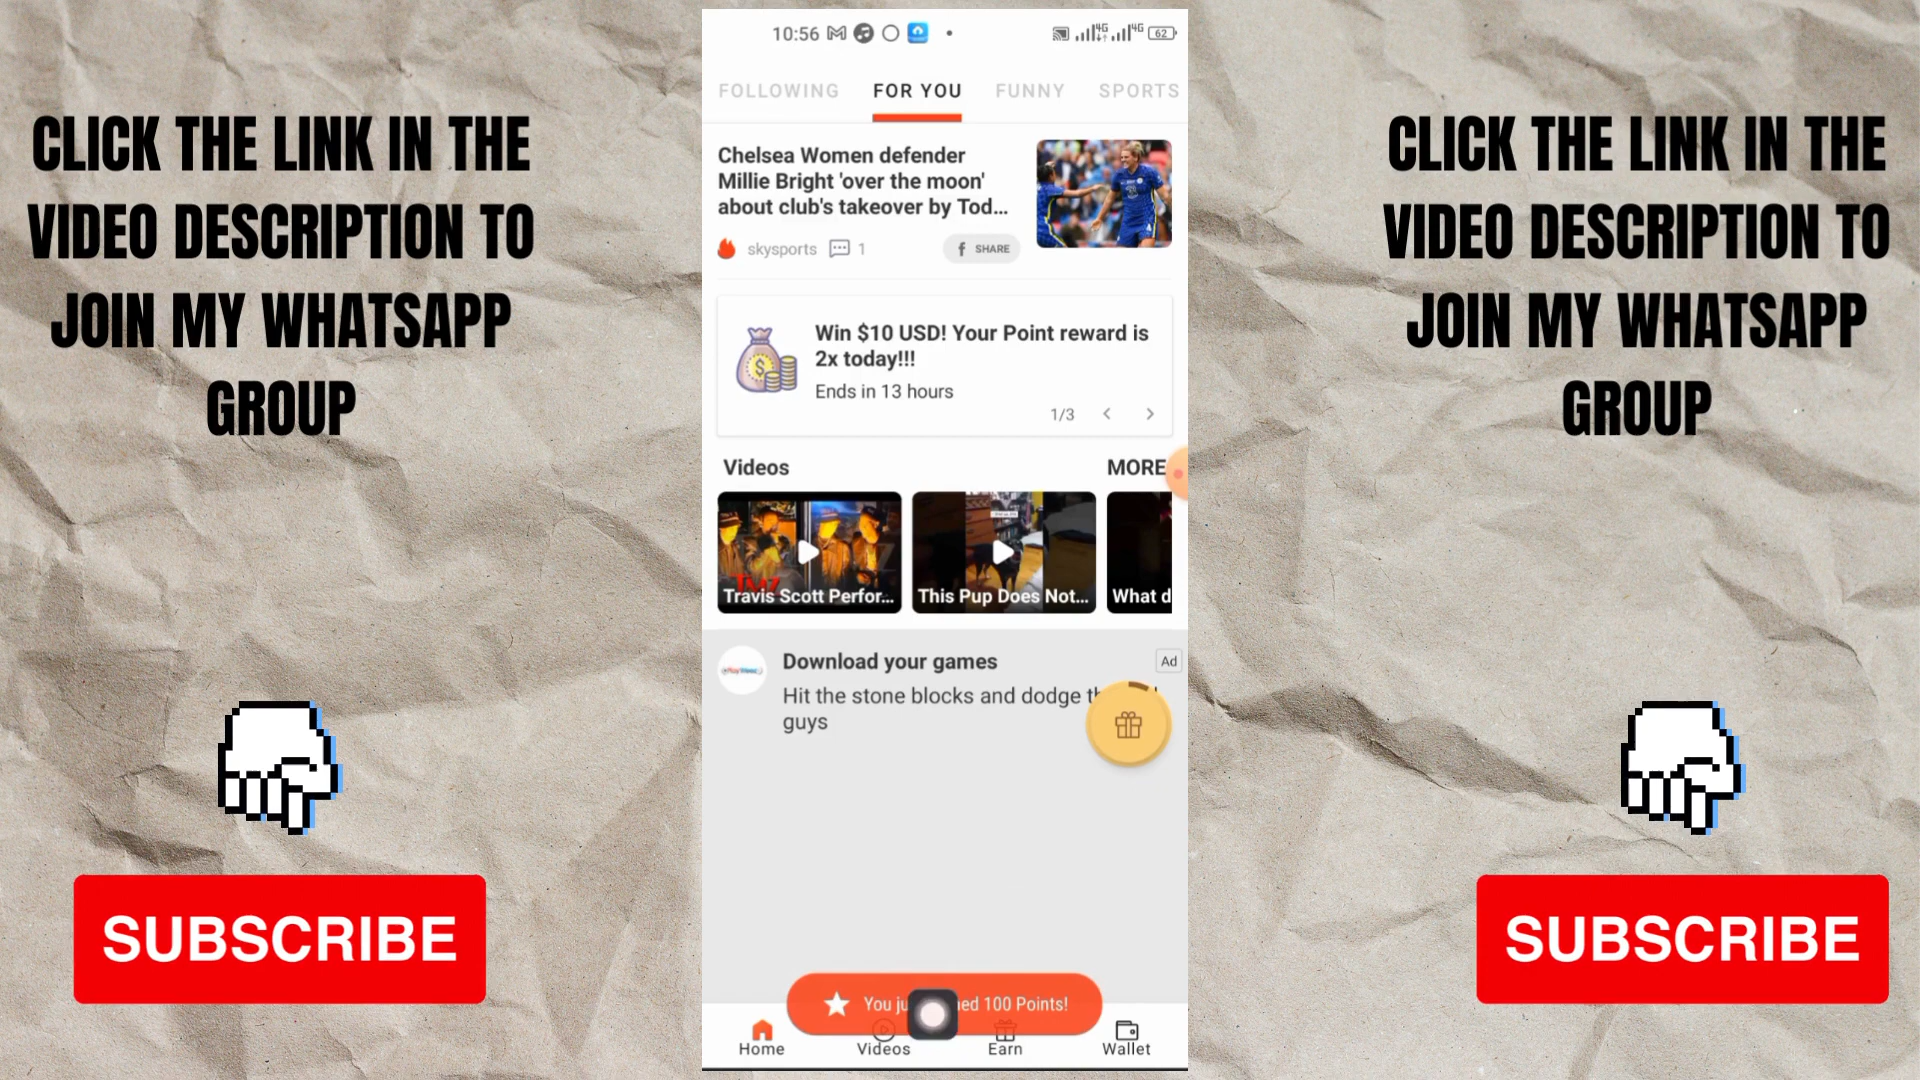 CLICK THE LINK IN THE
VIDEO DESCRIPTION TO
JOIN MY WHATSAPP
GROUP
SUBSCRIBE
10:56
4G
4G
62
FOLLOWING
FOR YOU
FUNNY
SPORTS
Chelsea Women defender
Millie Bright 'over the moon'
about club's takeover by Tod...
skysports
1
f SHARE
Win $10 USD! Your Point reward is
2x today!!!
Ends in 13 hours
1/3
Videos
MORE
TMZ
Travis Scott Perfor...
This Pup Does Not...
What d
Download your games
Ad
Hit the stone blocks and dodge
guys
You 100 Points!
Home
Videos
Earn
Wallet
CLICK THE LINK IN THE
VIDEO DESCRIPTION TO
JOIN MY WHATSAPP
GROUP
SUBSCRIBE